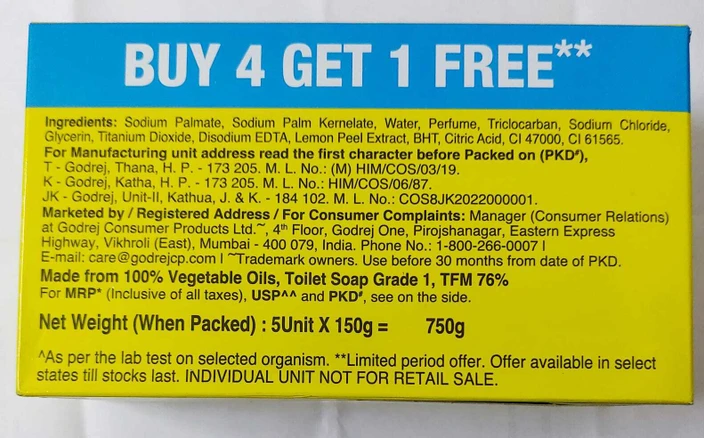 BUY 4 GET 1 FREE**
Ingredients: Sodium Palmate, Sodium Palm Kernelate, Water, Perfume, Triclocarban, Sodium Chloride,
Glycerin, Titanium Dioxide, Disodium EDTA, Lemon Peel Extract, BHT, Citric Acid, CI 47000, CI 61565.
For Manufacturing unit address read the first character before Packed on (PKD#),
T - Godrej, Thana, H. P. - 173 205. M. L. No.: (M) HIM/COS/03/19.
K - Godrej, Katha, H. P. - 173 205. M. L. No.: HIM/COS/06/87.
JK - Godrej, Unit-II, Kathua, J. & K. - 184 102. M. L. No.: COS8JK2022000001.
Marketed by / Registered Address / For Consumer Complaints: Manager (Consumer Relations)
at Godrej Consumer Products Ltd.~, 4th Floor, Godrej One, Pirojshanagar, Eastern Express
Highway, Vikhroli (East), Mumbai - 400 079, India. Phone No.: 1-800-266-0007 |
E-mail: care@godrejcp.com | ~Trademark owners. Use before 30 months from date of PKD.
Made from 100% Vegetable Oils, Toilet Soap Grade 1, TFM 76%
For MRP* (Inclusive of all taxes), USP^^ and PKD#, see on the side.
Net Weight (When Packed) : 5Unit X 150g = 750g
^As per the lab test on selected organism. **Limited period offer. Offer available in select
states till stocks last. INDIVIDUAL UNIT NOT FOR RETAIL SALE.